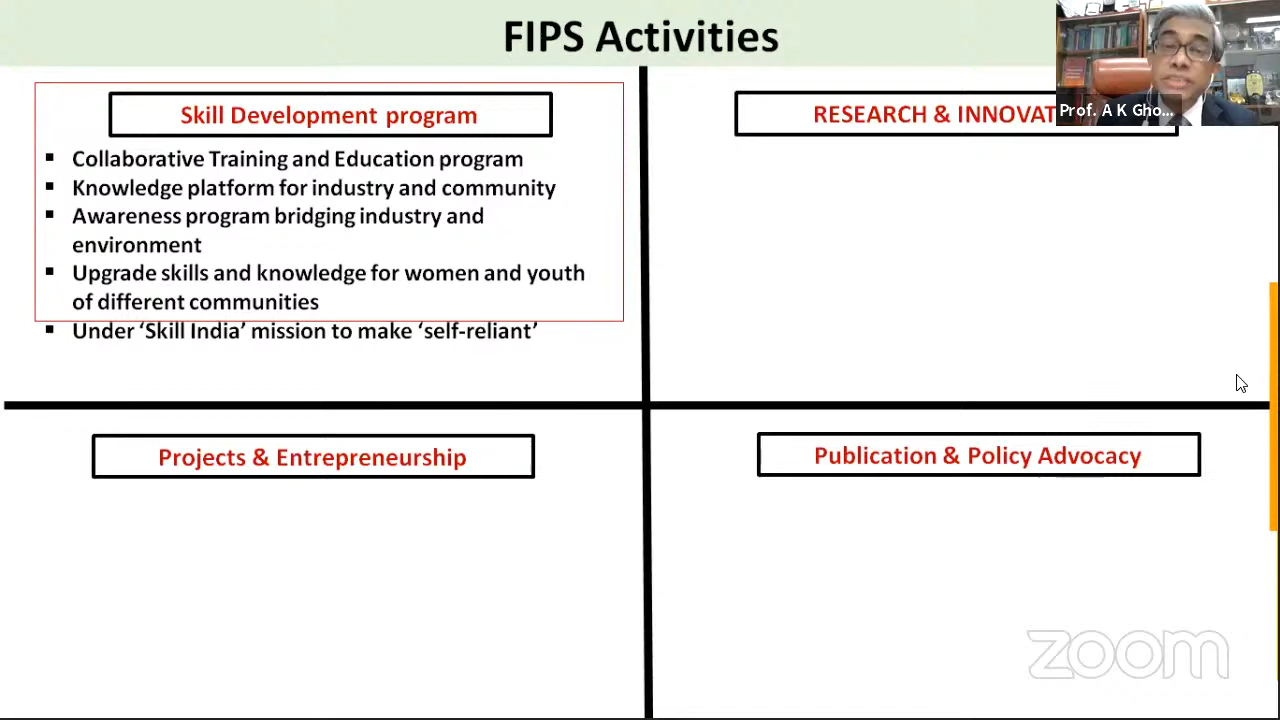 FIPS Activities
Skill Development program
▪ Collaborative Training and Education program
▪ Knowledge platform for industry and community
▪ Awareness program bridging industry and
environment
▪ Upgrade skills and knowledge for women and youth
of different communities
▪ Under ‘Skill India’ mission to make ‘self-reliant’
RESEARCH & INNOVAT
Prof. A K Gho...
Projects & Entrepreneurship
Publication & Policy Advocacy
zoom